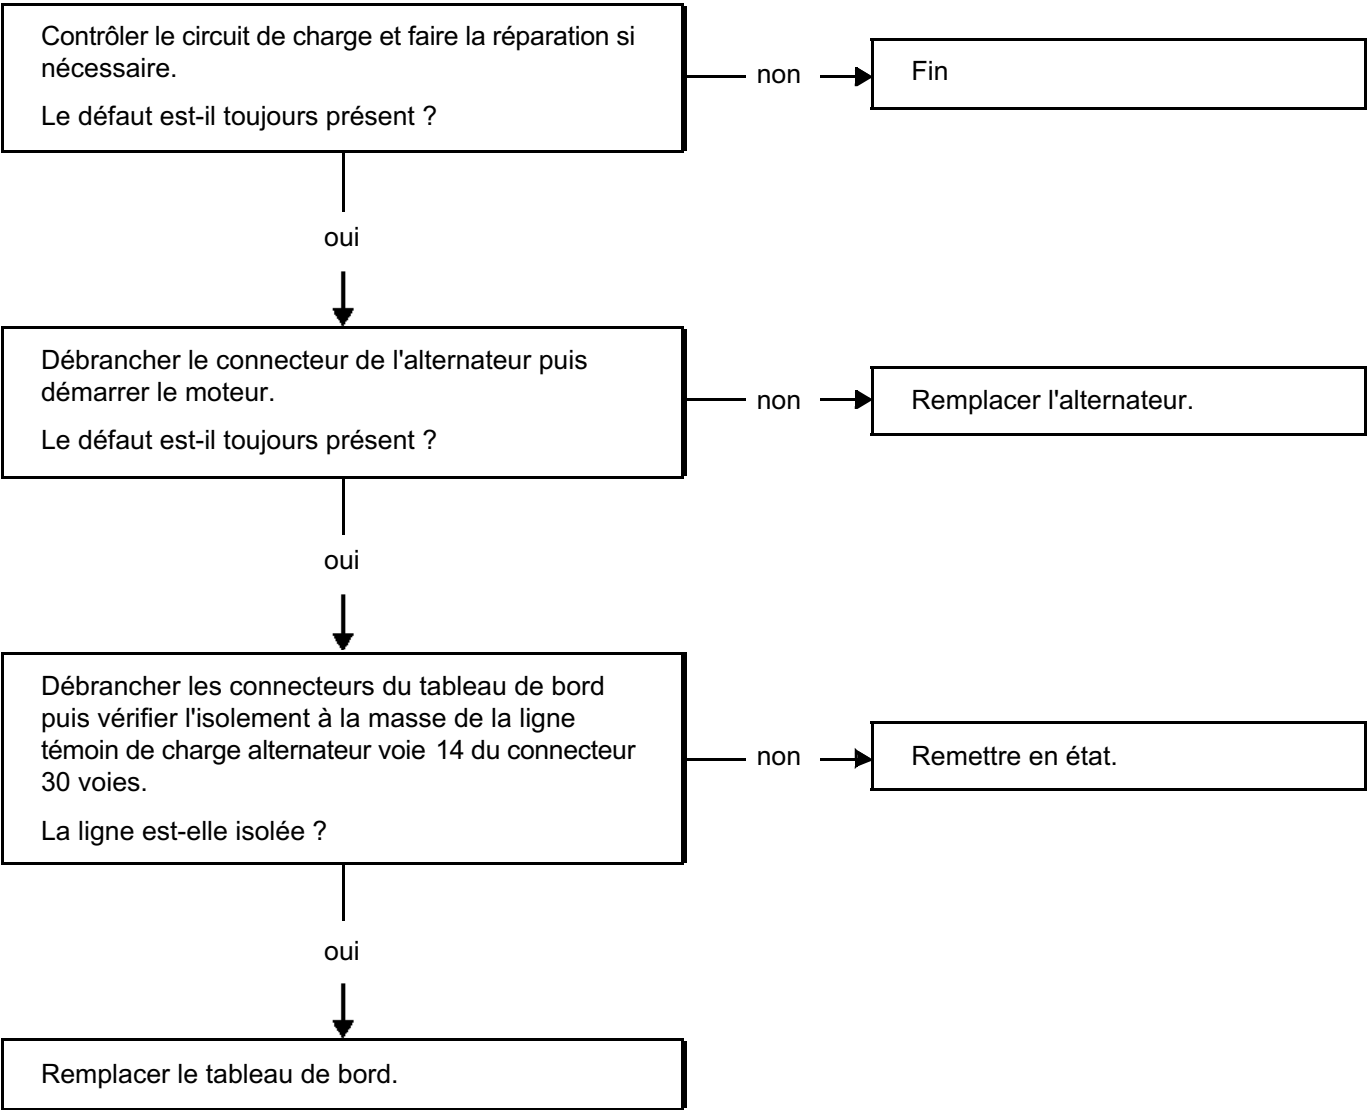 Contrôler le circuit de charge et faire la réparation si
nécessaire.
Le défaut est-il toujours présent ?
non
Fin
oui
Débrancher le connecteur de l'alternateur puis
démarrer le moteur.
Le défaut est-il toujours présent ?
non
Remplacer l'alternateur.
oui
Débrancher les connecteurs du tableau de bord
puis vérifier l'isolement à la masse de la ligne
témoin de charge alternateur voie 14 du connecteur
30 voies.
La ligne est-elle isolée ?
non
Remettre en état.
oui
Remplacer le tableau de bord.